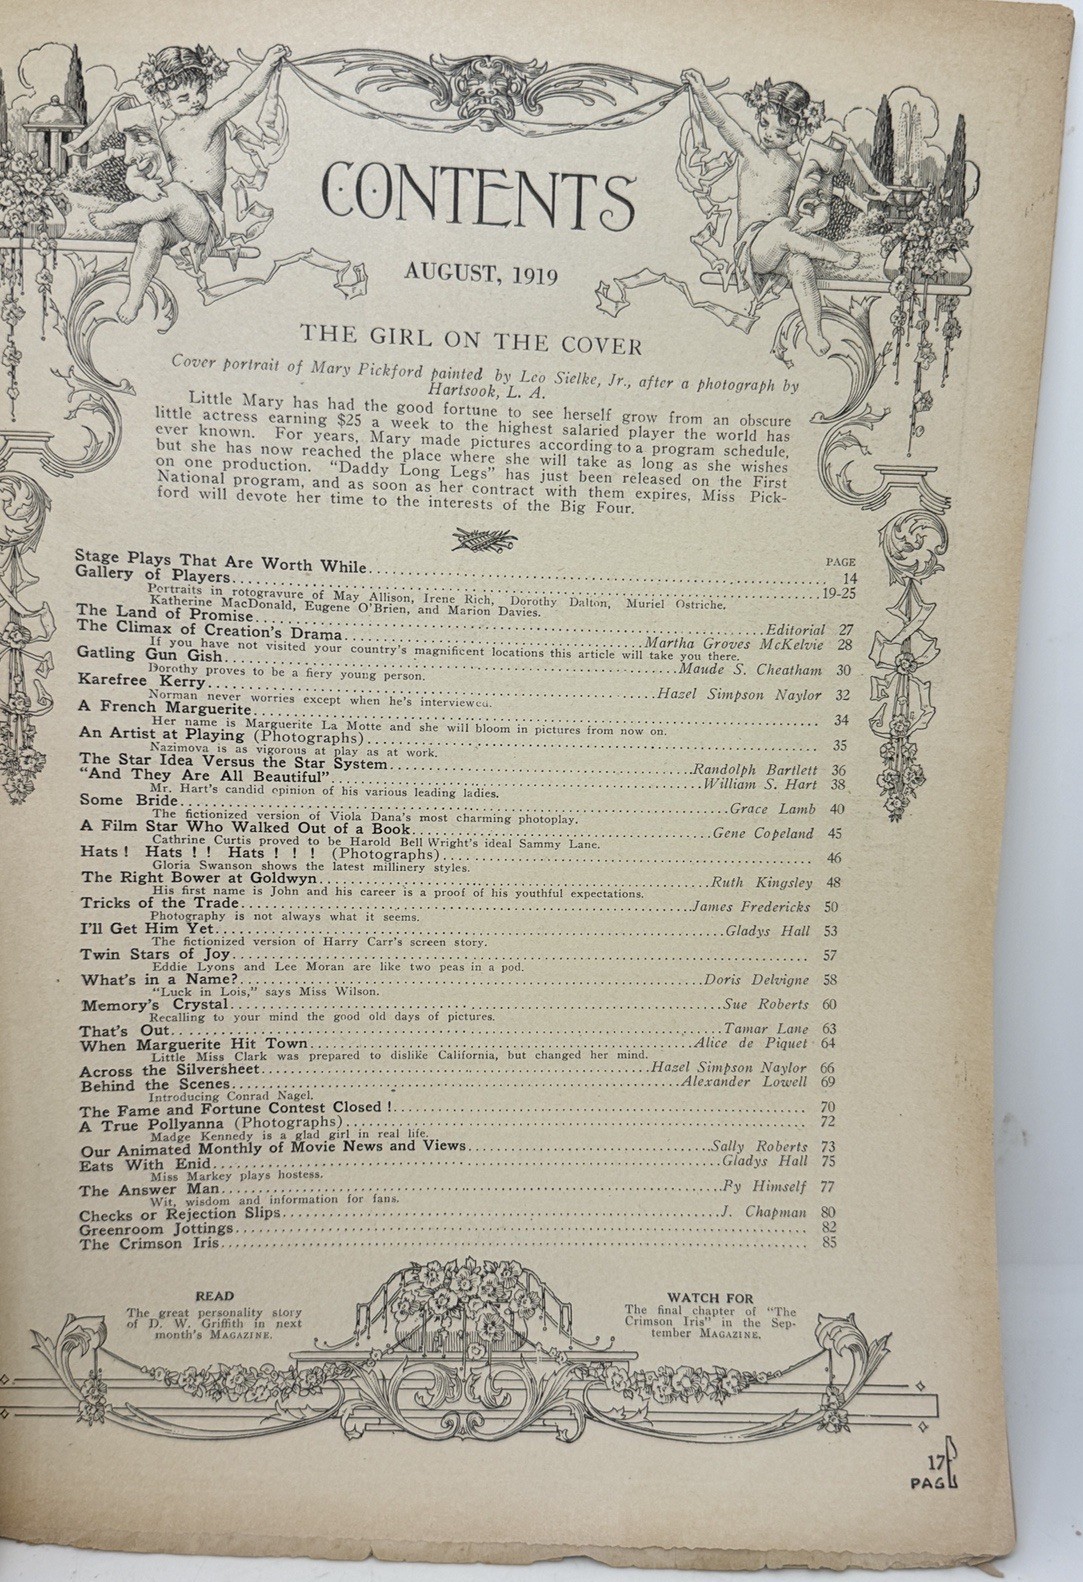 CONTENTS
AUGUST, 1919
THE GIRL ON THE COVER
Cover portrait of Mary Pickford painted by Leo Sielke, Jr., after a photograph by
Hartsook, L. A.
Little Mary has had the good fortune to see herself grow from an obscure
little actress earning $25 a week to the highest salaried player the world has
ever known. For years, Mary made pictures according to a program schedule,
but she has now reached the place where she will take as long as she wishes
on one production. "Daddy Long Legs" has just been released on the First
National program, and as soon as her contract with them expires, Miss Pick-
ford will devote her time to the interests of the Big Four.
PAGE
Stage Plays That Are Worth While 14
Gallery of Players 19-25
Portraits in rotogravure of May Allison, Irene Rich, Dorothy Dalton, Muriel Ostriche,
Katherine MacDonald, Eugene O'Brien, and Marion Davies.
The Land of Promise Editorial 27
The Climax of Creation's Drama Martha Groves McKelvie 28
If you have not visited your country's magnificent locations this article will take you there.
Gatling Gun Gish Maude S. Cheatham 30
Dorothy proves to be a fiery young person.
Karefree Kerry Hazel Simpson Naylor 32
Norman never worries except when he's interviewed.
A French Marguerite 34
Her name is Marguerite La Motte and she will bloom in pictures from now on.
An Artist at Playing (Photographs) 35
Nazimova is as vigorous at play as at work.
The Star Idea Versus the Star System Randolph Bartlett 36
"And They Are All Beautiful" William S. Hart 38
Mr. Hart's candid opinion of his various leading ladies.
Some Bride Grace Lamb 40
The fictionized version of Viola Dana's most charming photoplay.
A Film Star Who Walked Out of a Book Gene Copeland 45
Cathrine Curtis proved to be Harold Bell Wright's ideal Sammy Lane.
Hats! Hats!! Hats!!! (Photographs) 46
Gloria Swanson shows the latest millinery styles.
The Right Bower at Goldwyn Ruth Kingsley 48
His first name is John and his career is a proof of his youthful expectations.
Tricks of the Trade James Fredericks 50
Photography is not always what it seems.
I'll Get Him Yet Gladys Hall 53
The fictionized version of Harry Carr's screen story.
Twin Stars of Joy 57
Eddie Lyons and Lee Moran are like two peas in a pod.
What's in a Name? Doris Delvigne 58
"Luck in Lois," says Miss Wilson.
Memory's Crystal Sue Roberts 60
Recalling to your mind the good old days of pictures.
That's Out Tamar Lane 63
When Marguerite Hit Town Alice de Piquet 64
Little Miss Clark was prepared to dislike California, but changed her mind.
Across the Silversheet Hazel Simpson Naylor 66
Behind the Scenes Alexander Lowell 69
Introducing Conrad Nagel.
The Fame and Fortune Contest Closed! 70
A True Pollyanna (Photographs) 72
Madge Kennedy is a glad girl in real life.
Our Animated Monthly of Movie News and Views Sally Roberts 73
Eats With Enid Gladys Hall 75
Miss Markey plays hostess.
The Answer Man By Himself 77
Wit, wisdom and information for fans.
Checks or Rejection Slips J. Chapman 80
Greenroom Jottings 82
The Crimson Iris 85
READ
The great personality story
of D. W. Griffith in next
month's MAGAZINE.
WATCH FOR
The final chapter of "The
Crimson Iris" in the Sep-
tember MAGAZINE.
17
PAGE